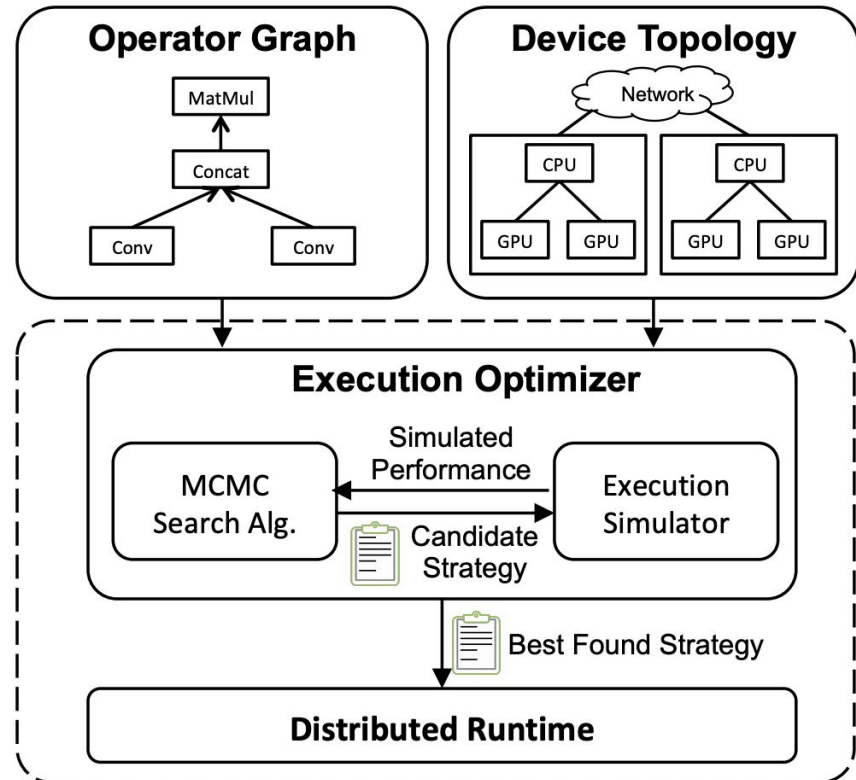 Operator Graph
MatMul
Concat
Conv
Conv
Device Topology
Network
CPU
GPU
GPU
CPU
GPU
GPU
Execution Optimizer
MCMC
Search Alg.
Simulated
Performance
Candidate
Strategy
Execution
Simulator
Best Found Strategy
Distributed Runtime